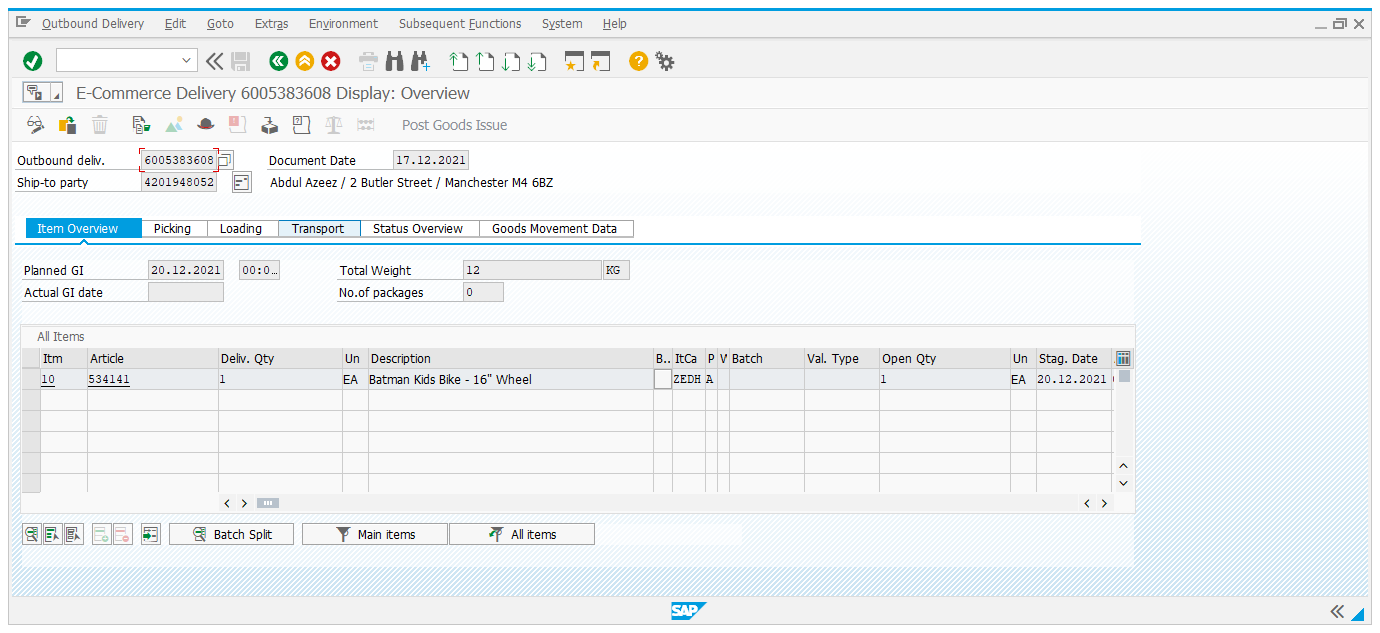 Outbound Delivery Edit Goto Extras Environment Subsequent Functions System Help
E-Commerce Delivery 6005383608 Display: Overview
Post Goods Issue
Outbound deliv. 6005383608 Document Date 17.12.2021
Ship-to party 4201948052 Abdul Azeez / 2 Butler Street / Manchester M4 6BZ
Item Overview Picking Loading Transport Status Overview Goods Movement Data
Planned GI 20.12.2021 00:0… Total Weight 12 KG
Actual GI date No.of packages 0
All Items
Itm Article Deliv. Qty Un Description B.. ItCa P W Batch Val. Type Open Qty Un Stag. Date
10 534141 1 EA Batman Kids Bike - 16" Wheel ZEDH A 1 EA 20.12.2021
Batch Split Main items All items
SAP